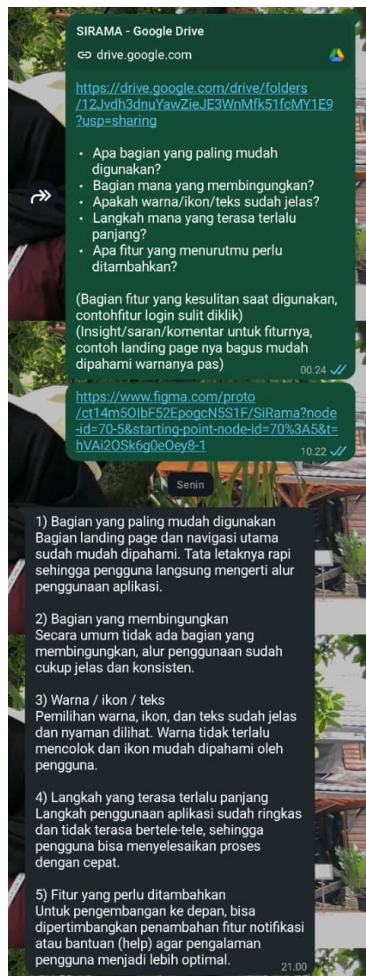 SIRAMA - Google Drive
drive.google.com
https://drive.google.com/drive/folders
/12Jvdh3dnuYawZieJE3WnMfk51fcMY1E9
?usp=sharing
• Apa bagian yang paling mudah
digunakan?
• Bagian mana yang membingungkan?
• Apakah warna/ikon/teks sudah jelas?
• Langkah mana yang terasa terlalu
panjang?
• Apa fitur yang menurutmu perlu
ditambahkan?
(Bagian fitur yang kesulitan saat digunakan,
contohfitur login sulit diklik)
(Insight/saran/komentar untuk fiturnya,
contoh landing page nya bagus mudah
dipahami warnanya pas)
00.24
https://www.figma.com/proto
/ct14m5OIbF52EpogcN5S1F/SiRama?node
-id=70-5&starting-point-node-id=70%3A5&t=
hVAi2OSk6g0eOey8-1
10.22
Senin
1) Bagian yang paling mudah digunakan
Bagian landing page dan navigasi utama
sudah mudah dipahami. Tata letaknya rapi
sehingga pengguna langsung mengerti alur
penggunaan aplikasi.
2) Bagian yang membingungkan
Secara umum tidak ada bagian yang
membingungkan, alur penggunaan sudah
cukup jelas dan konsisten.
3) Warna / ikon / teks
Pemilihan warna, ikon, dan teks sudah jelas
dan nyaman dilihat. Warna tidak terlalu
mencolok dan ikon mudah dipahami oleh
pengguna.
4) Langkah yang terasa terlalu panjang
Langkah penggunaan aplikasi sudah ringkas
dan tidak terasa bertele-tele, sehingga
pengguna bisa menyelesaikan proses
dengan cepat.
5) Fitur yang perlu ditambahkan
Untuk pengembangan ke depan, bisa
dipertimbangkan penambahan fitur notifikasi
atau bantuan (help) agar pengalaman
pengguna menjadi lebih optimal.
21.00